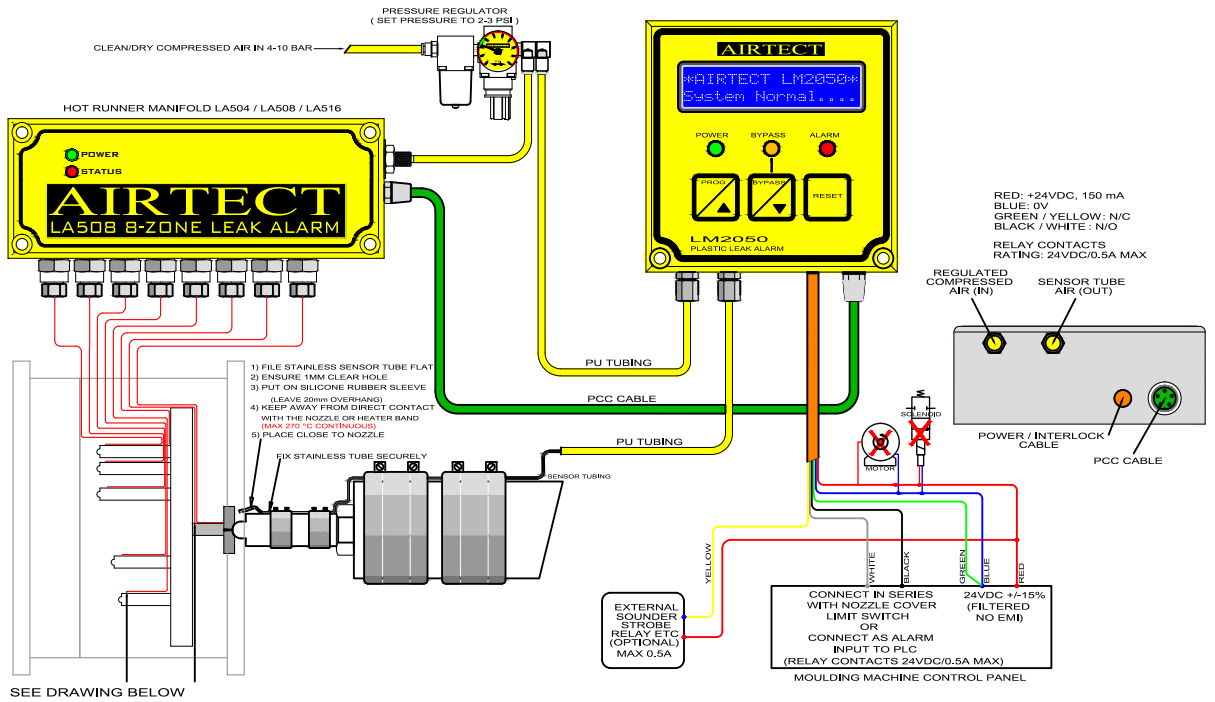 PRESSURE REGULATOR
( SET PRESSURE TO 2-3 PSI )
CLEAN/DRY COMPRESSED AIR IN 4-10 BAR
HOT RUNNER MANIFOLD LA504 / LA508 / LA516
POWER
STATUS
AIRTECT
LA508 8-ZONE LEAK ALARM
AIRTECT
*AIRTECT LM2050*
System Normal....
POWER
BYPASS
ALARM
PROG
BYPASS
RESET
LM2050
PLASTIC LEAK ALARM
RED: +24VDC, 150 mA
BLUE: 0V
GREEN / YELLOW: N/C
BLACK / WHITE : N/O
RELAY CONTACTS
RATING: 24VDC/0.5A MAX
REGULATED
COMPRESSED
AIR (IN)
SENSOR TUBE
AIR (OUT)
POWER / INTERLOCK
CABLE
PCC CABLE
PU TUBING
PCC CABLE
PU TUBING
1) FILE STAINLESS SENSOR TUBE FLAT
2) ENSURE 1MM CLEAR HOLE
3) PUT ON SILICONE RUBBER SLEEVE
(LEAVE 20mm OVERHANG)
4) KEEP AWAY FROM DIRECT CONTACT
WITH THE NOZZLE OR HEATER BAND
(MAX 270 °C CONTINUOUS)
5) PLACE CLOSE TO NOZZLE
FIX STAINLESS TUBE SECURELY
SENSOR TUBING
SOLENOID
MOTOR
YELLOW
WHITE
BLACK
GREEN
BLUE
RED
EXTERNAL
SOUNDER
STROBE
RELAY ETC
(OPTIONAL)
MAX 0.5A
CONNECT IN SERIES
WITH NOZZLE COVER
LIMIT SWITCH
OR
CONNECT AS ALARM
INPUT TO PLC
(RELAY CONTACTS 24VDC/0.5A MAX)
24VDC +/-15%
(FILTERED
NO EMI)
MOULDING MACHINE CONTROL PANEL
SEE DRAWING BELOW